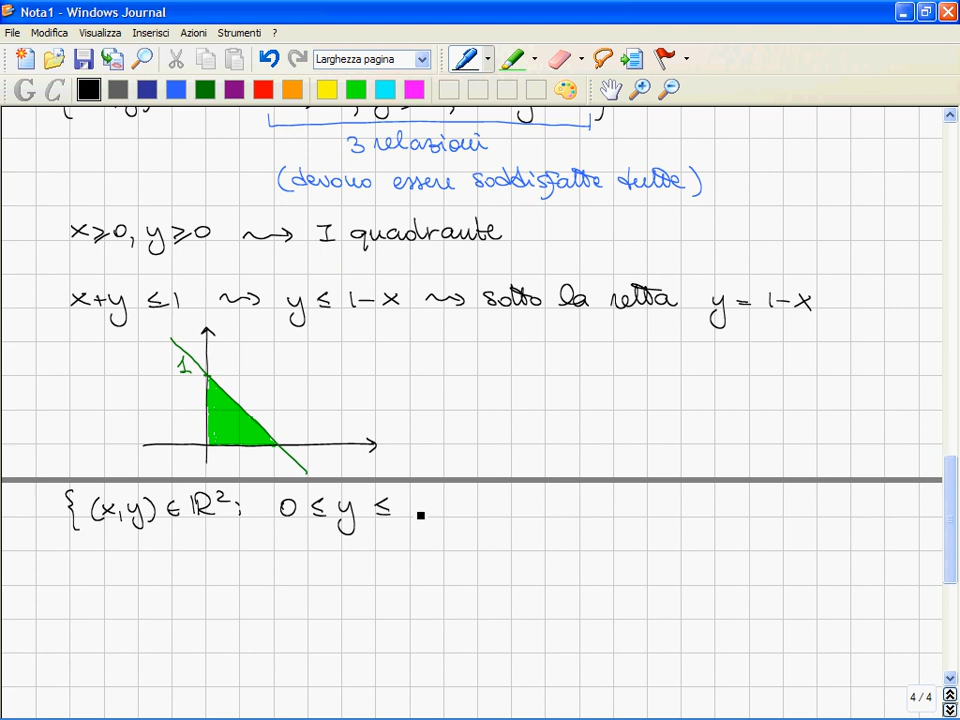 Nota1 - Windows Journal
File Modifica Visualizza Inserisci Azioni Strumenti ?
Larghezza pagina
G C
3 relazioni
(devono essere soddisfatte tutte)
x ≥ 0, y ≥ 0 ⇝ I quadrante
x+y ≤ 1 ⇝ y ≤ 1-x ⇝ sotto la retta y = 1-x
1
{ (x,y) ∈ ℝ²: 0 ≤ y ≤
4 / 4